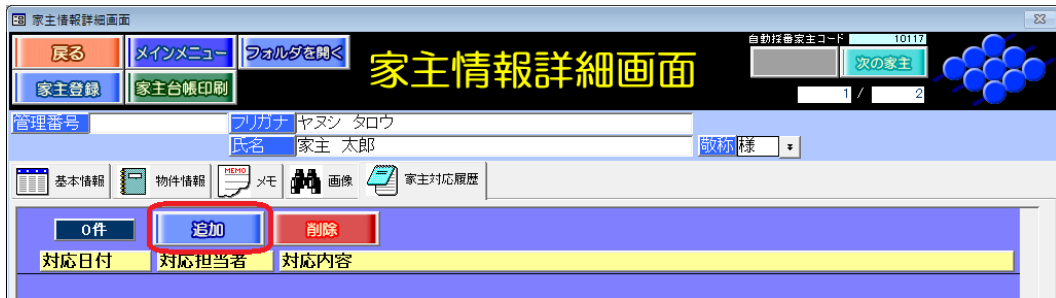 家主情報詳細画面
戻る メインメニュー フォルダを開く 家主情報詳細画面 自動採番家主コード 10117
次の家主
家主登録 家主台帳印刷 1 / 2
管理番号 フリガナ ヤヌシ タロウ
氏名 家主 太郎 敬称 様
基本情報 物件情報 MEMO メモ 画像 家主対応履歴
0件 追加 削除
対応日付 対応担当者 対応内容